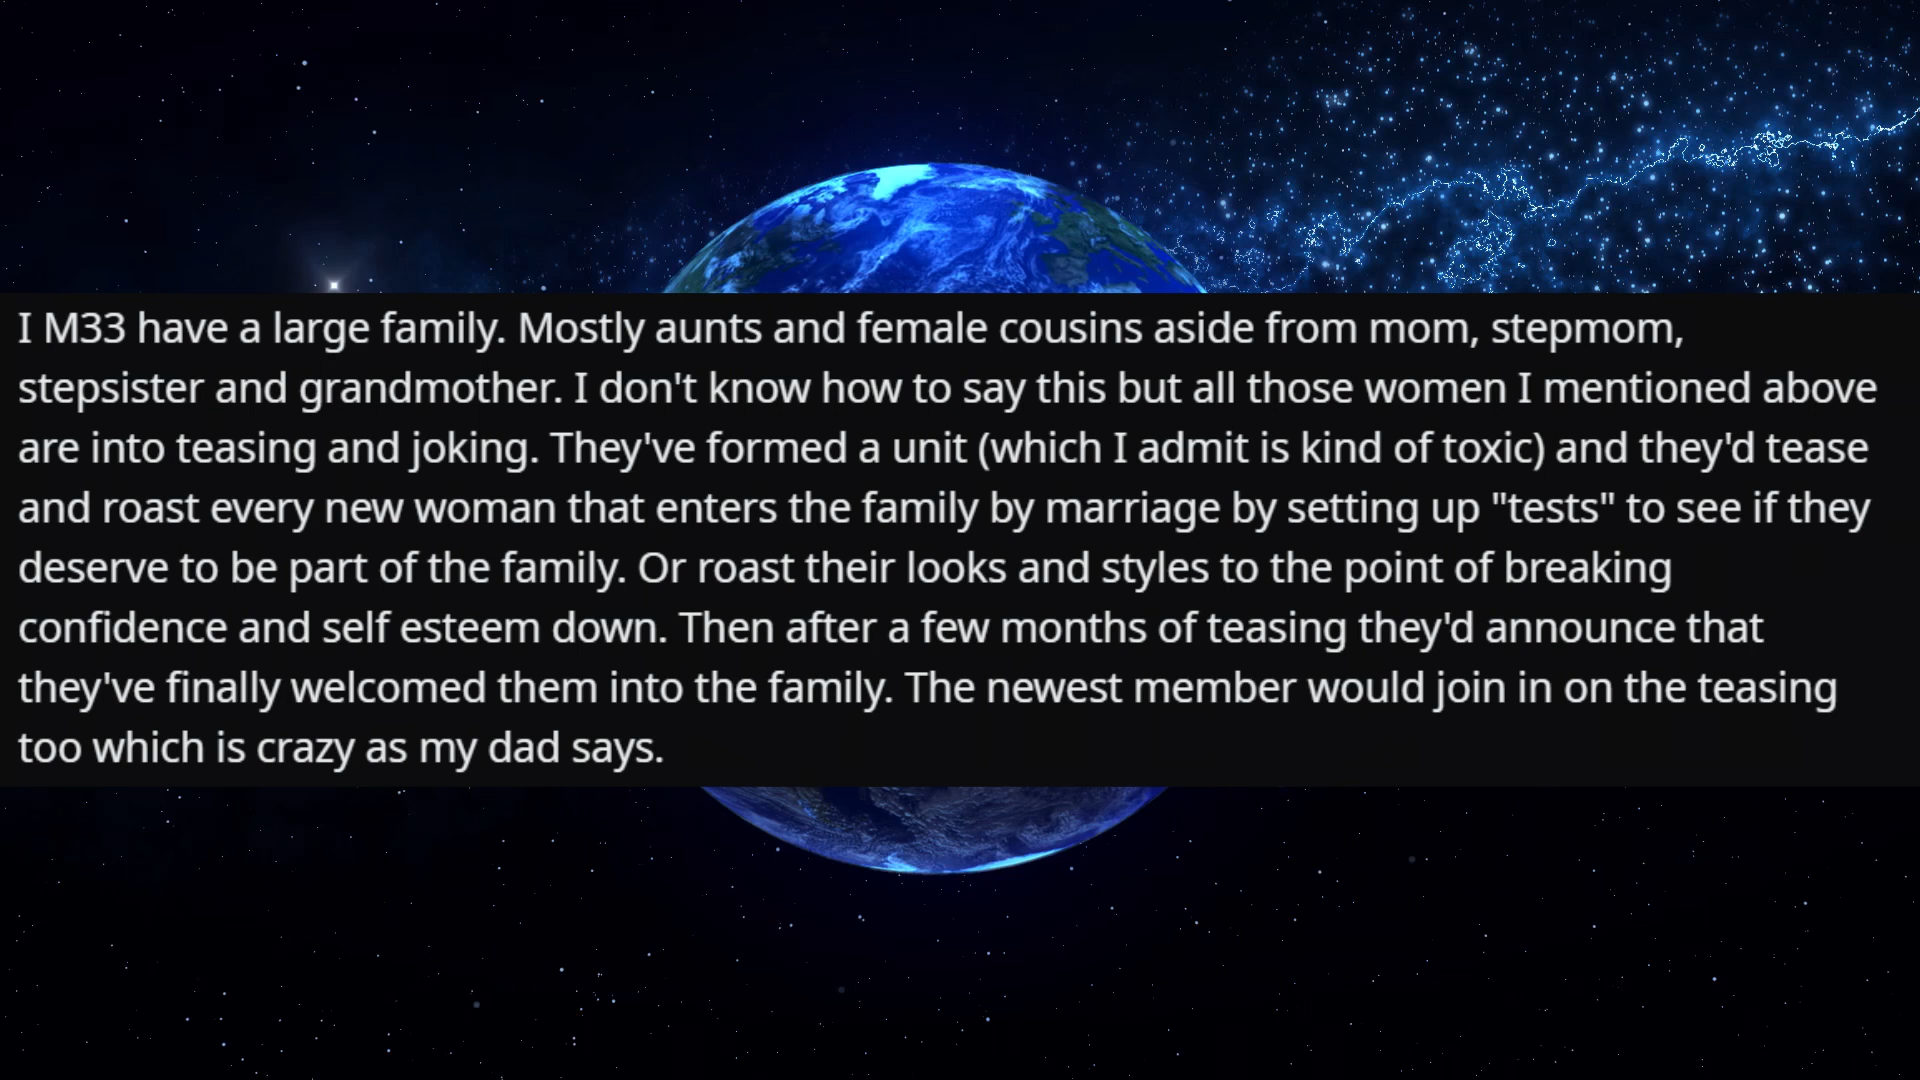 I M33 have a large family. Mostly aunts and female cousins aside from mom, stepmom,
stepsister and grandmother. I don't know how to say this but all those women I mentioned above
are into teasing and joking. They've formed a unit (which I admit is kind of toxic) and they'd tease
and roast every new woman that enters the family by marriage by setting up "tests" to see if they
deserve to be part of the family. Or roast their looks and styles to the point of breaking
confidence and self esteem down. Then after a few months of teasing they'd announce that
they've finally welcomed them into the family. The newest member would join in on the teasing
too which is crazy as my dad says.